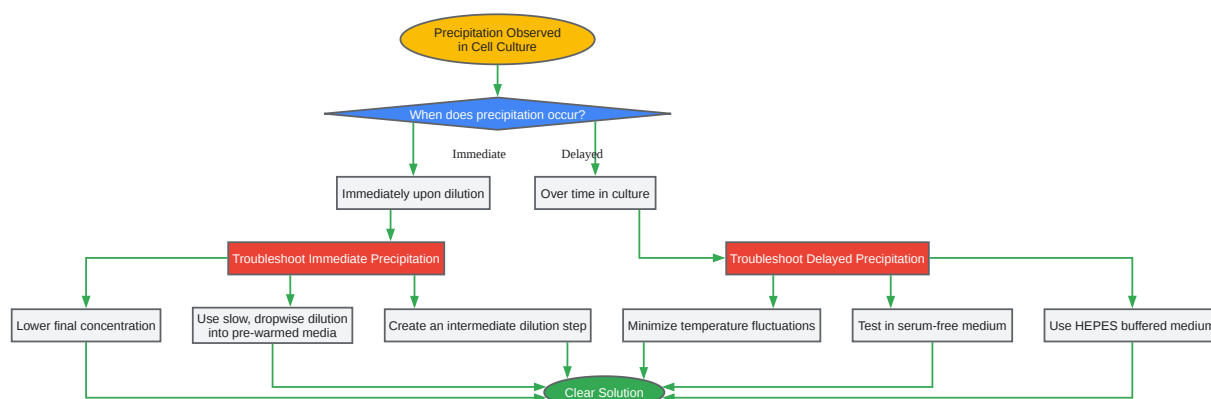 Precipitation Observed
in Cell Culture
When does precipitation occur?
Immediate
Delayed
Immediately upon dilution
Over time in culture
Troubleshoot Immediate Precipitation
Troubleshoot Delayed Precipitation
Lower final concentration
Use slow, dropwise dilution
into pre-warmed media
Create an intermediate dilution step
Minimize temperature fluctuations
Test in serum-free medium
Use HEPES buffered medium
Clear Solution